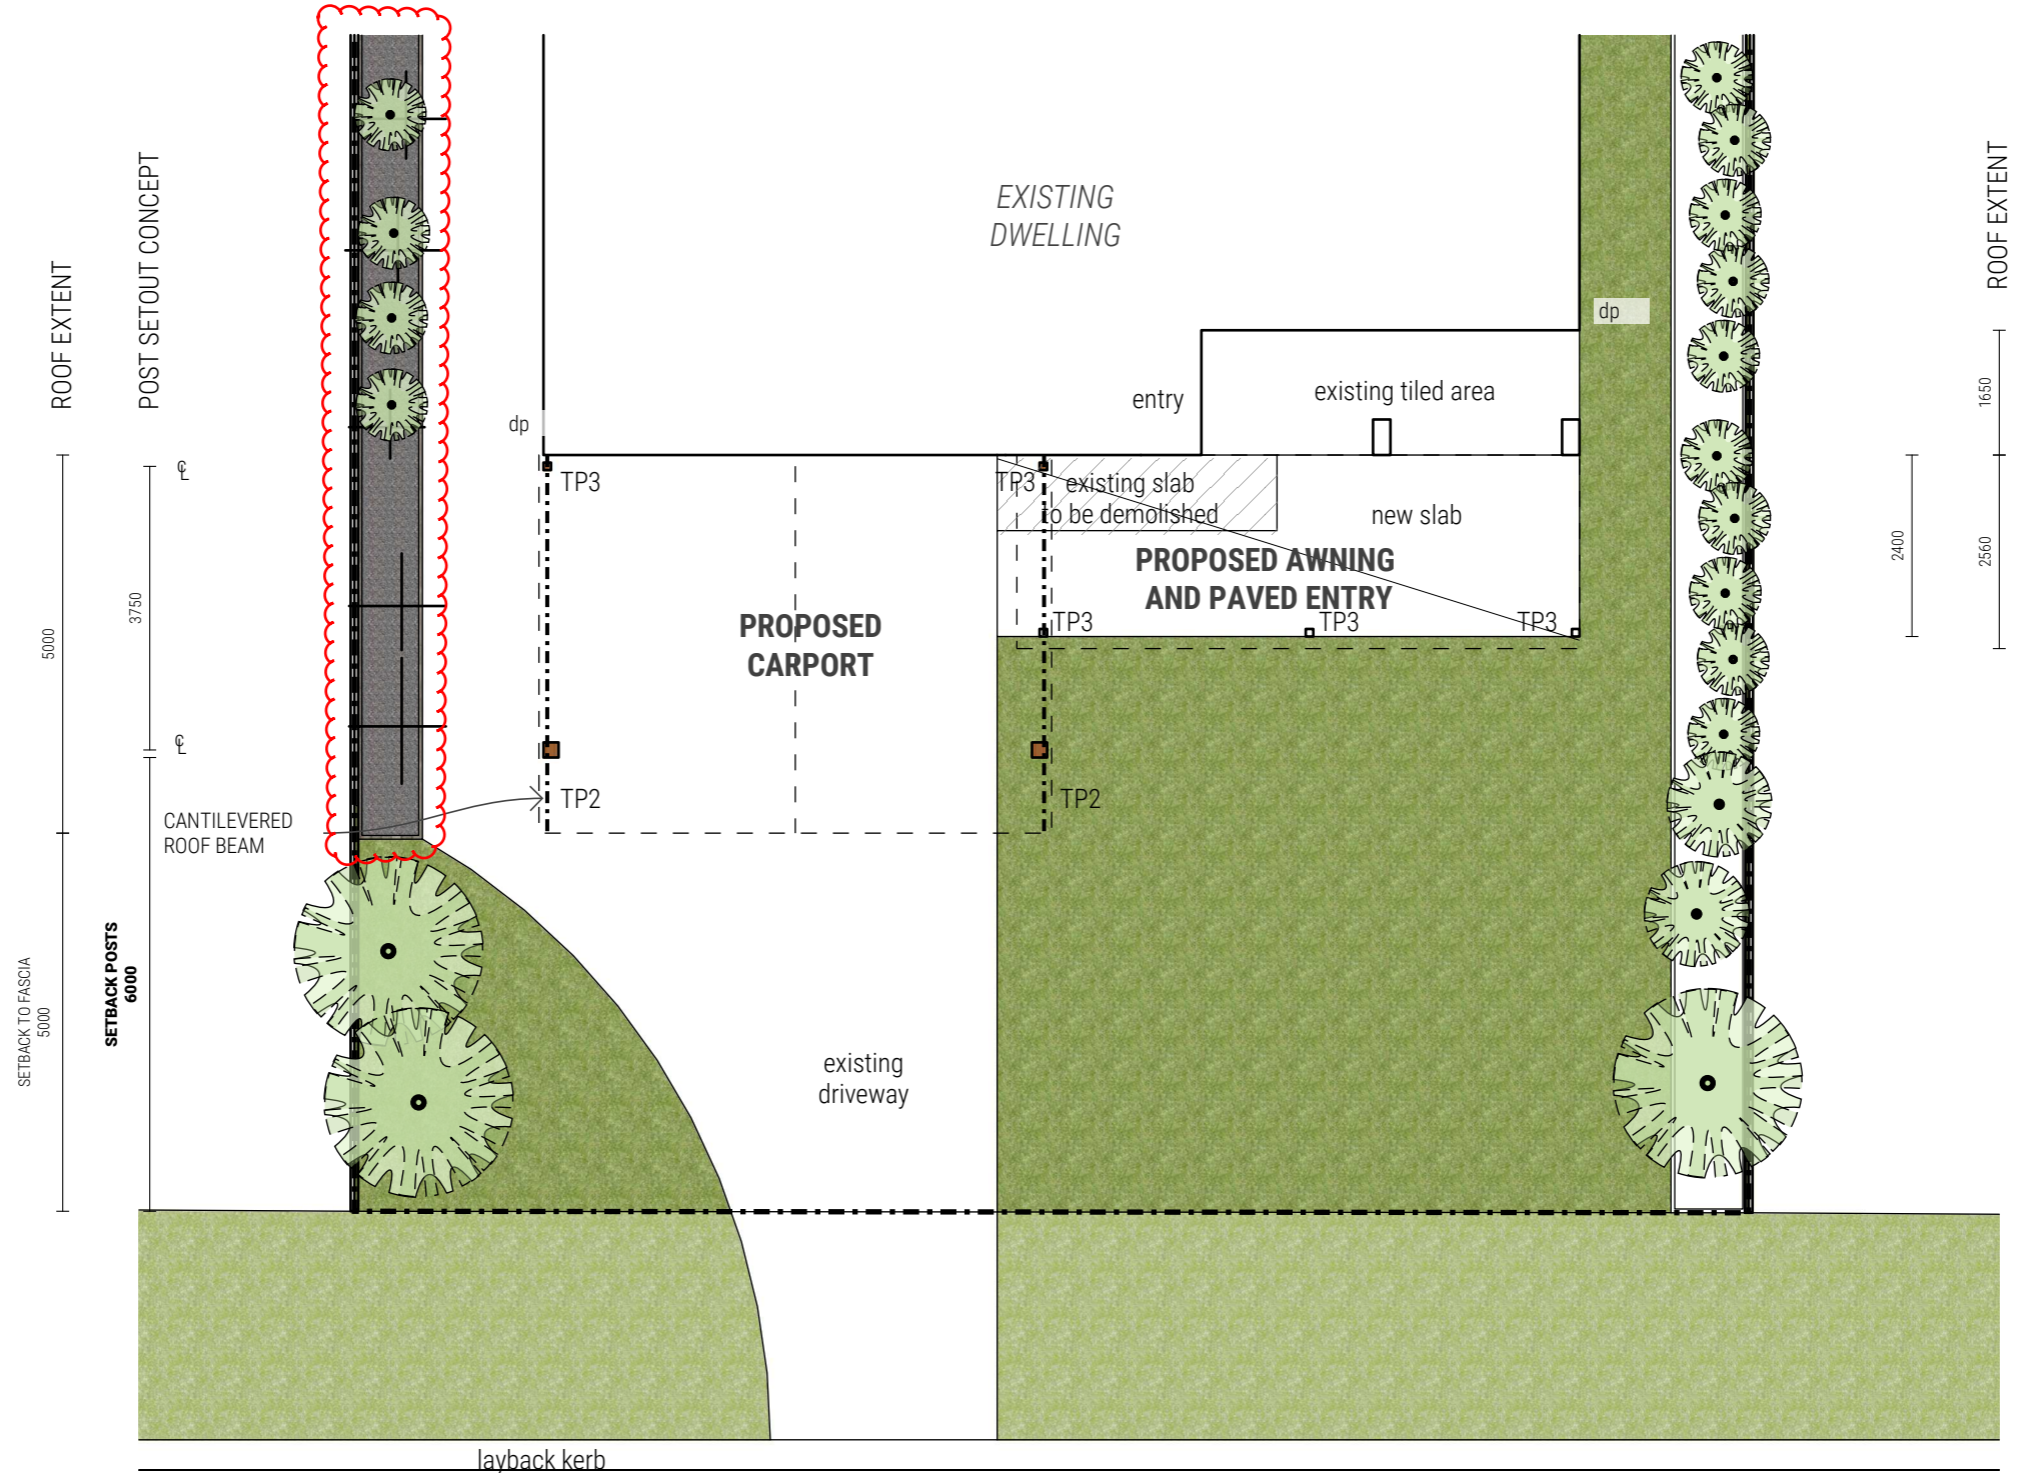 ROOF EXTENT
POST SETOUT CONCEPT
EXISTING
DWELLING
ROOF EXTENT
dp
entry
existing tiled area
1650
dp
℄
TP3
TP3
existing slab
to be demolished
new slab
2400
2560
PROPOSED AWNING
AND PAVED ENTRY
3750
5000
PROPOSED
CARPORT
TP3
TP3
TP3
℄
TP2
TP2
CANTILEVERED
ROOF BEAM
SETBACK TO FASCIA
5000
SETBACK POSTS
6000
existing
driveway
layback kerb